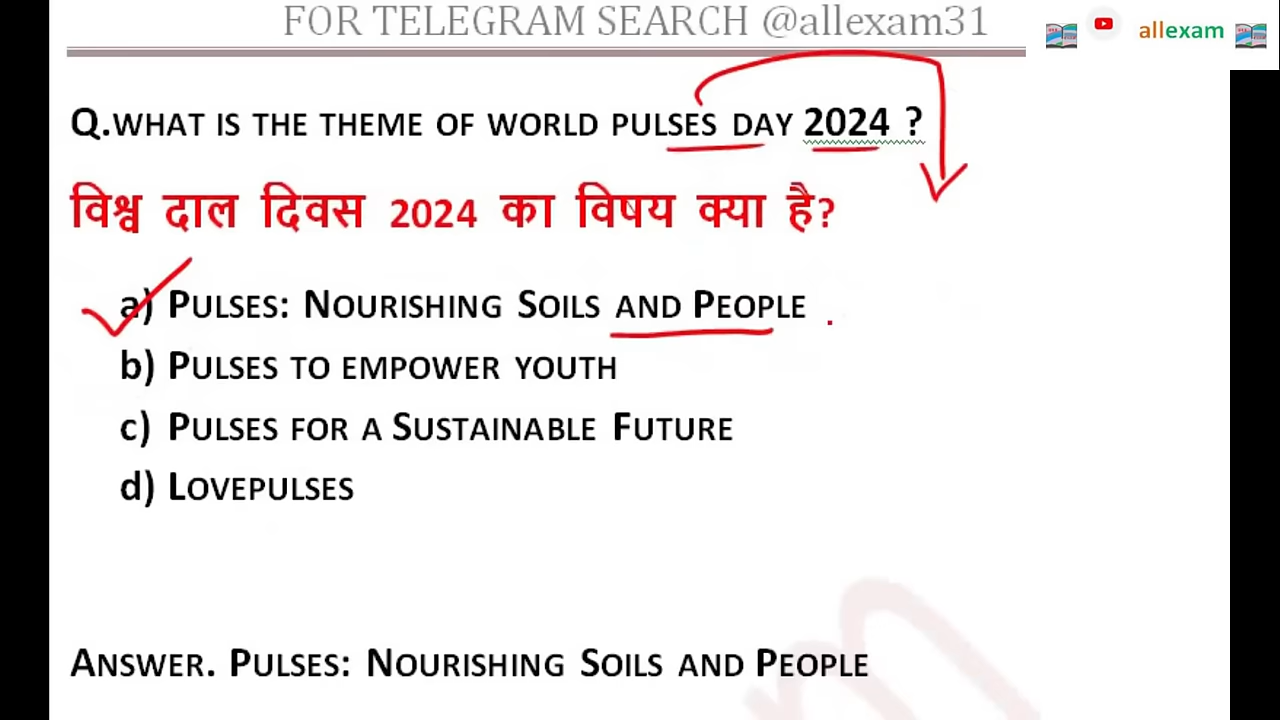 FOR TELEGRAM SEARCH @allexam31
allexam
Q.WHAT IS THE THEME OF WORLD PULSES DAY 2024 ?
विश्व दाल दिवस 2024 का विषय क्या है?
a) PULSES: NOURISHING SOILS AND PEOPLE
b) PULSES TO EMPOWER YOUTH
c) PULSES FOR A SUSTAINABLE FUTURE
d) LOVEPULSES
ANSWER. PULSES: NOURISHING SOILS AND PEOPLE